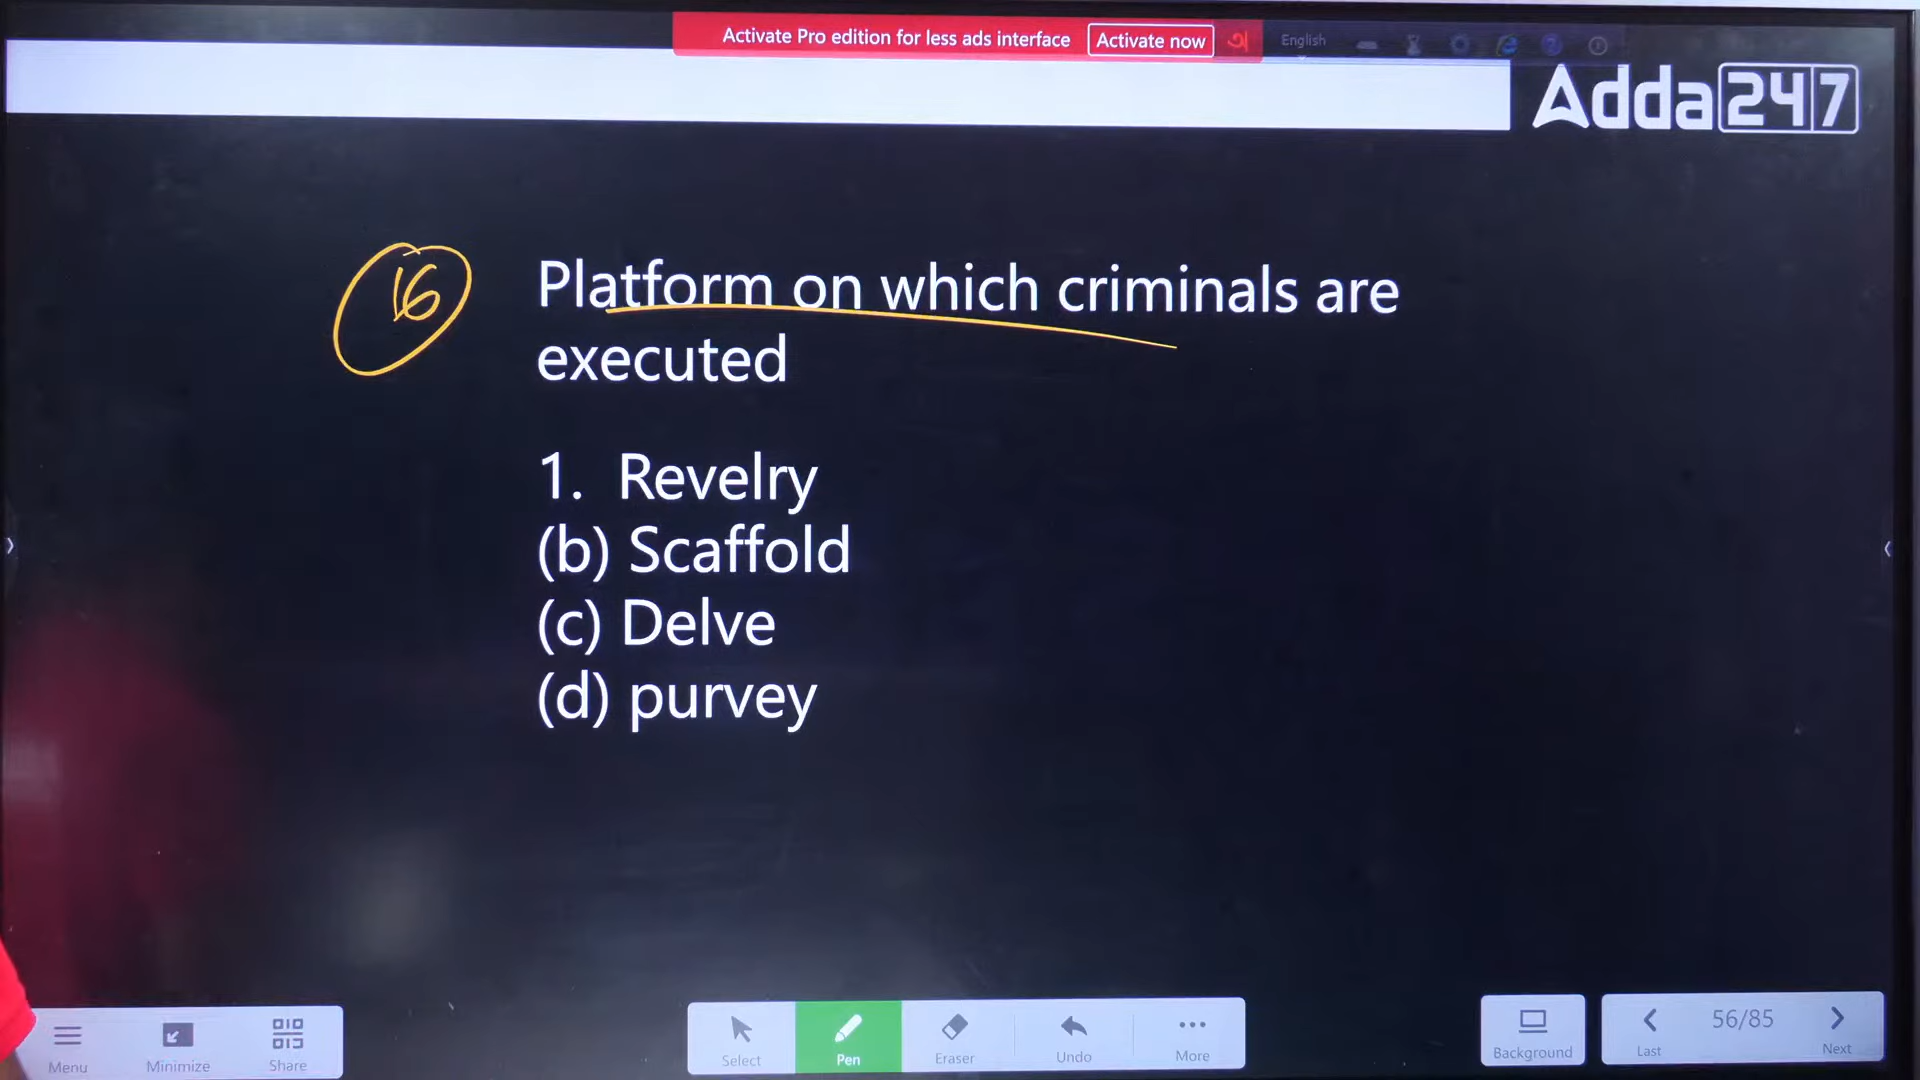 Activate Pro edition for less ads interface Activate now English
Adda247
16 Platform on which criminals are
executed
1. Revelry
(b) Scaffold
(c) Delve
(d) purvey
Menu Minimize Share Select Pen Eraser Undo More Background Last 56/85 Next